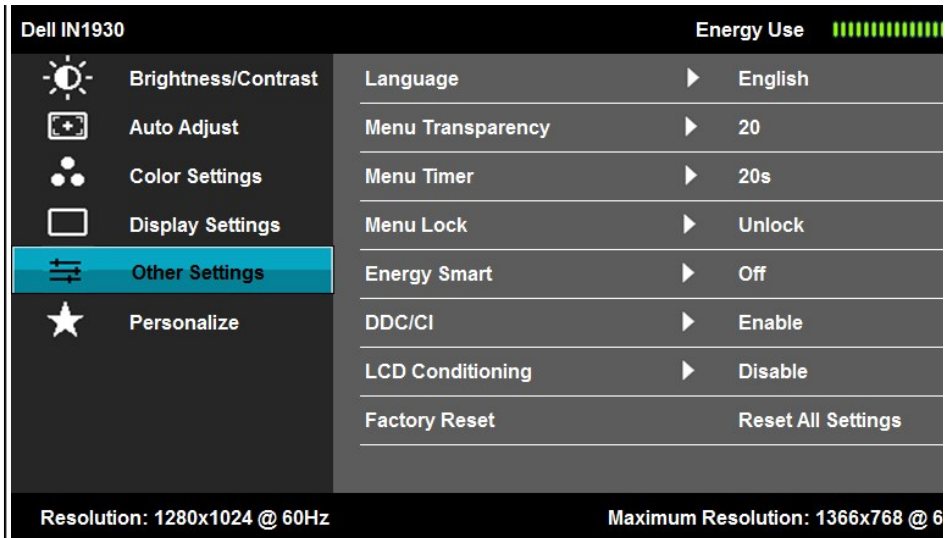 Dell IN1930 Energy Use
Brightness/Contrast
Auto Adjust
Color Settings
Display Settings
Other Settings
Personalize
Language English
Menu Transparency 20
Menu Timer 20s
Menu Lock Unlock
Energy Smart Off
DDC/CI Enable
LCD Conditioning Disable
Factory Reset Reset All Settings
Resolution: 1280x1024 @ 60Hz Maximum Resolution: 1366x768 @ 6